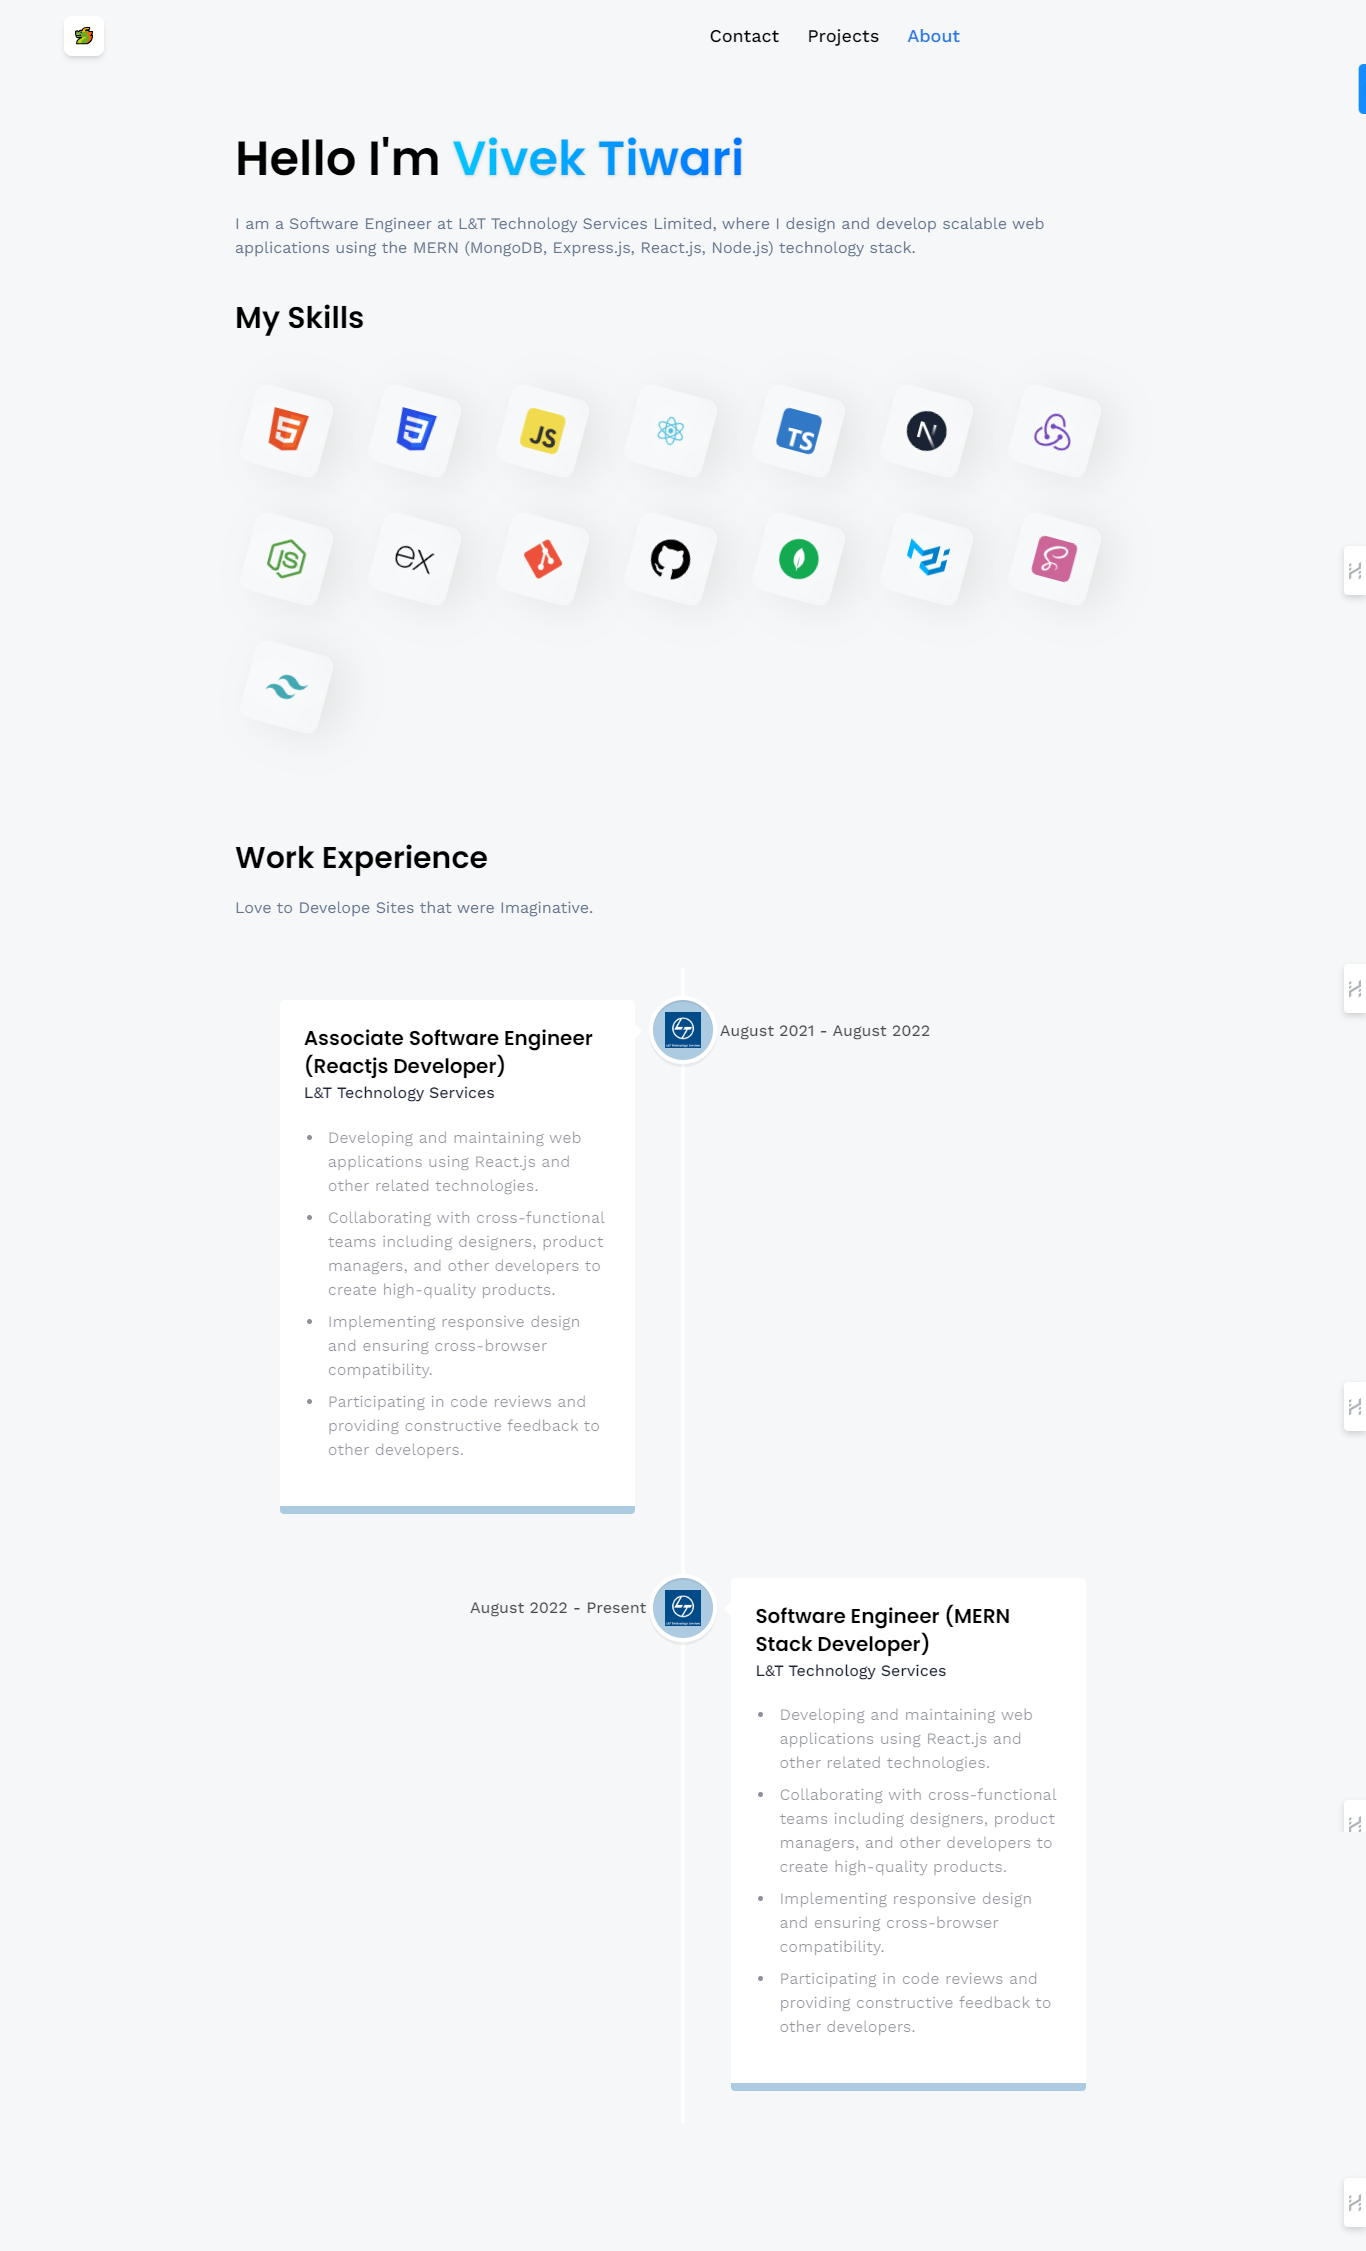 Contact Projects About
Hello I'm Vivek Tiwari
I am a Software Engineer at L&T Technology Services Limited, where I design and develop scalable web
applications using the MERN (MongoDB, Express.js, React.js, Node.js) technology stack.
My Skills
JS
TS
JS
ex
Work Experience
Love to Develope Sites that were Imaginative.
Associate Software Engineer
(Reactjs Developer)
L&T Technology Services
• Developing and maintaining web
applications using React.js and
other related technologies.
• Collaborating with cross-functional
teams including designers, product
managers, and other developers to
create high-quality products.
• Implementing responsive design
and ensuring cross-browser
compatibility.
• Participating in code reviews and
providing constructive feedback to
other developers.
L&T Technology Services
August 2021 - August 2022
August 2022 - Present
L&T Technology Services
Software Engineer (MERN
Stack Developer)
L&T Technology Services
• Developing and maintaining web
applications using React.js and
other related technologies.
• Collaborating with cross-functional
teams including designers, product
managers, and other developers to
create high-quality products.
• Implementing responsive design
and ensuring cross-browser
compatibility.
• Participating in code reviews and
providing constructive feedback to
other developers.